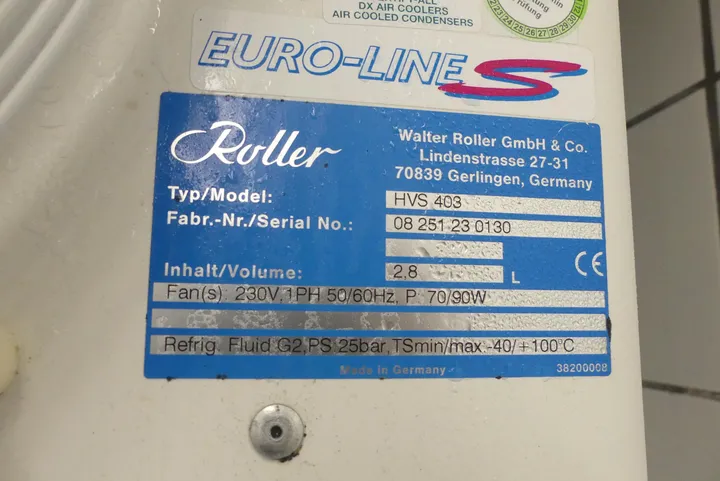 DX AIR COOLERS
AIR COOLED CONDENSERS
EURO-LINE S
Roller
Walter Roller GmbH & Co.
Lindenstrasse 27-31
70839 Gerlingen, Germany
Typ/Model: HVS 403
Fabr.-Nr./Serial No.: 08 251 23 0130
Inhalt/Volume: 2,8 L
CE
Fan(s): 230V,1PH 50/60Hz, P: 70/90W
Refrig. Fluid G2,PS 25bar,TSmin/max.-40/+100°C
Made in Germany 38200008